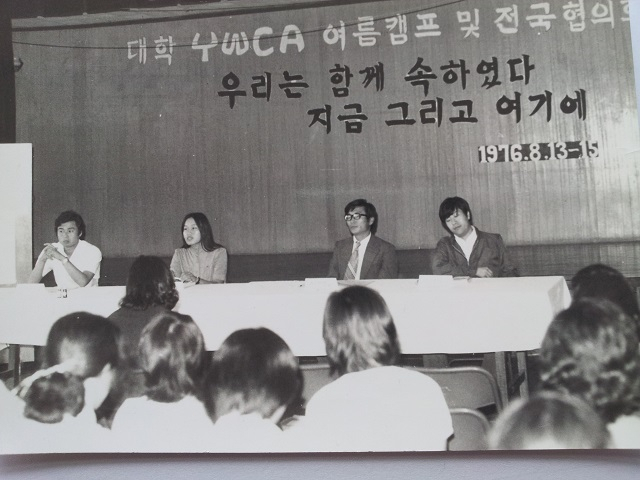 대학 YWCA 여름캠프 및 전국협의회
우리는 함께 속하였다
지금 그리고 여기에
1976.8.13-15